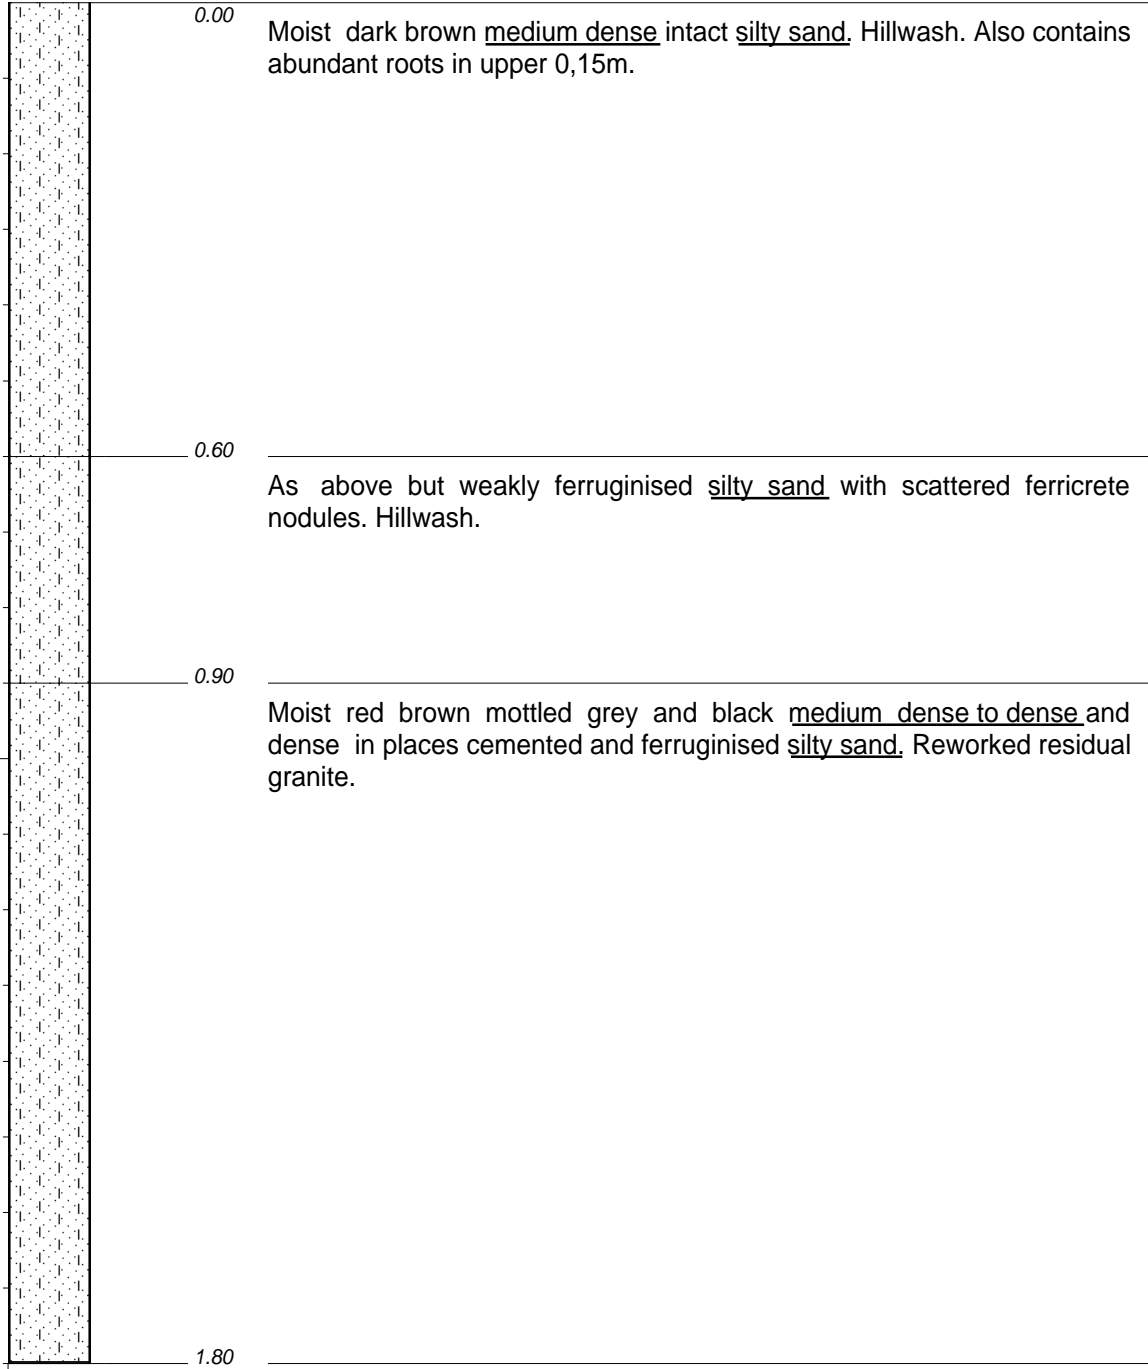 0.00
Moist dark brown medium dense intact silty sand. Hillwash. Also contains
abundant roots in upper 0,15m.
0.60
As above but weakly ferruginised silty sand with scattered ferricrete
nodules. Hillwash.
0.90
Moist red brown mottled grey and black medium dense to dense and
dense in places cemented and ferruginised silty sand. Reworked residual
granite.
1.80